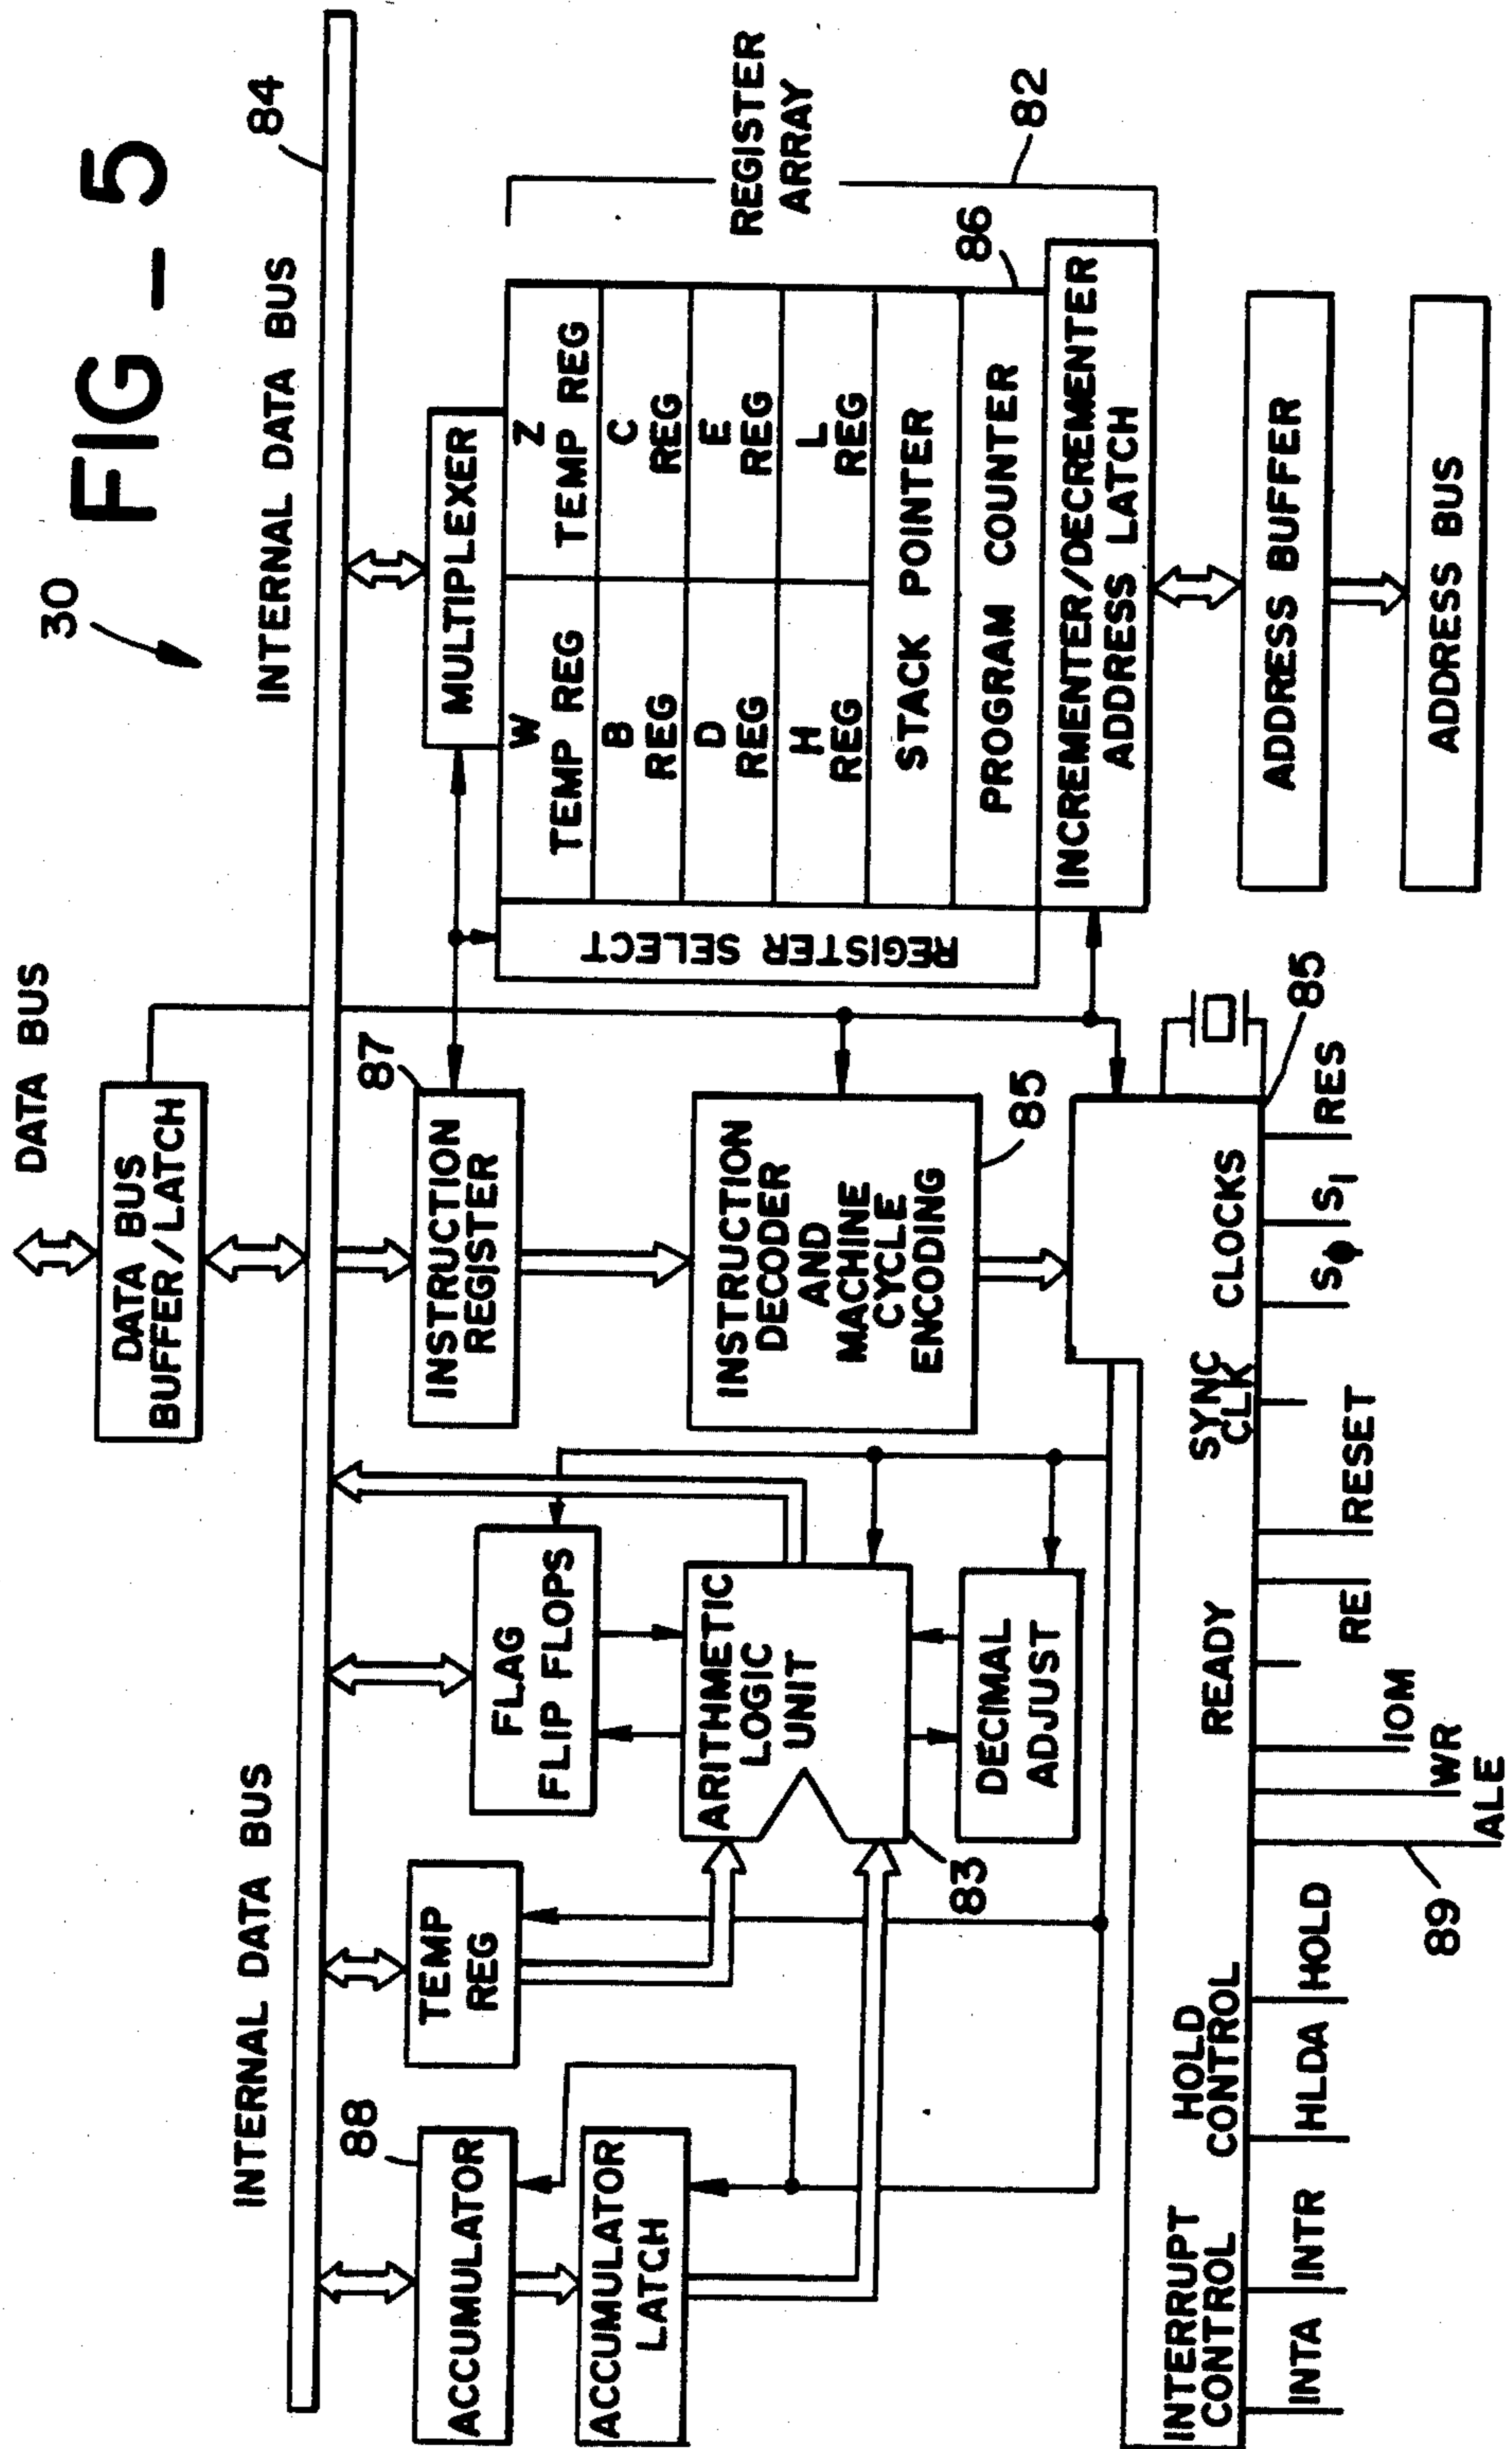 30
FIG - 5
DATA BUS
DATA BUS
BUFFER/LATCH
INTERNAL DATA BUS
INTERNAL DATA BUS
84
88
ACCUMULATOR
ACCUMULATOR
LATCH
TEMP
REG
FLAG
FLIP FLOPS
ARITHMETIC
LOGIC
UNIT
83
DECIMAL
ADJUST
87
INSTRUCTION
REGISTER
INSTRUCTION
DECODER
AND
MACHINE
CYCLE
ENCODING
85
MULTIPLEXER
REGISTER SELECT
W
TEMP REG
Z
TEMP REG
B
REG
C
REG
D
REG
E
REG
H
REG
L
REG
STACK POINTER
PROGRAM COUNTER
86
INCREMENTER/DECREMENTER
ADDRESS LATCH
REGISTER
ARRAY
82
ADDRESS BUFFER
ADDRESS BUS
INTERRUPT
CONTROL
HOLD
CONTROL
READY
SYNC
CLK
CLOCKS
85
INTA
INTR
HLDA
HOLD
89
ALE
WR
IOM
RE
RESET
SΦ
S1
RES